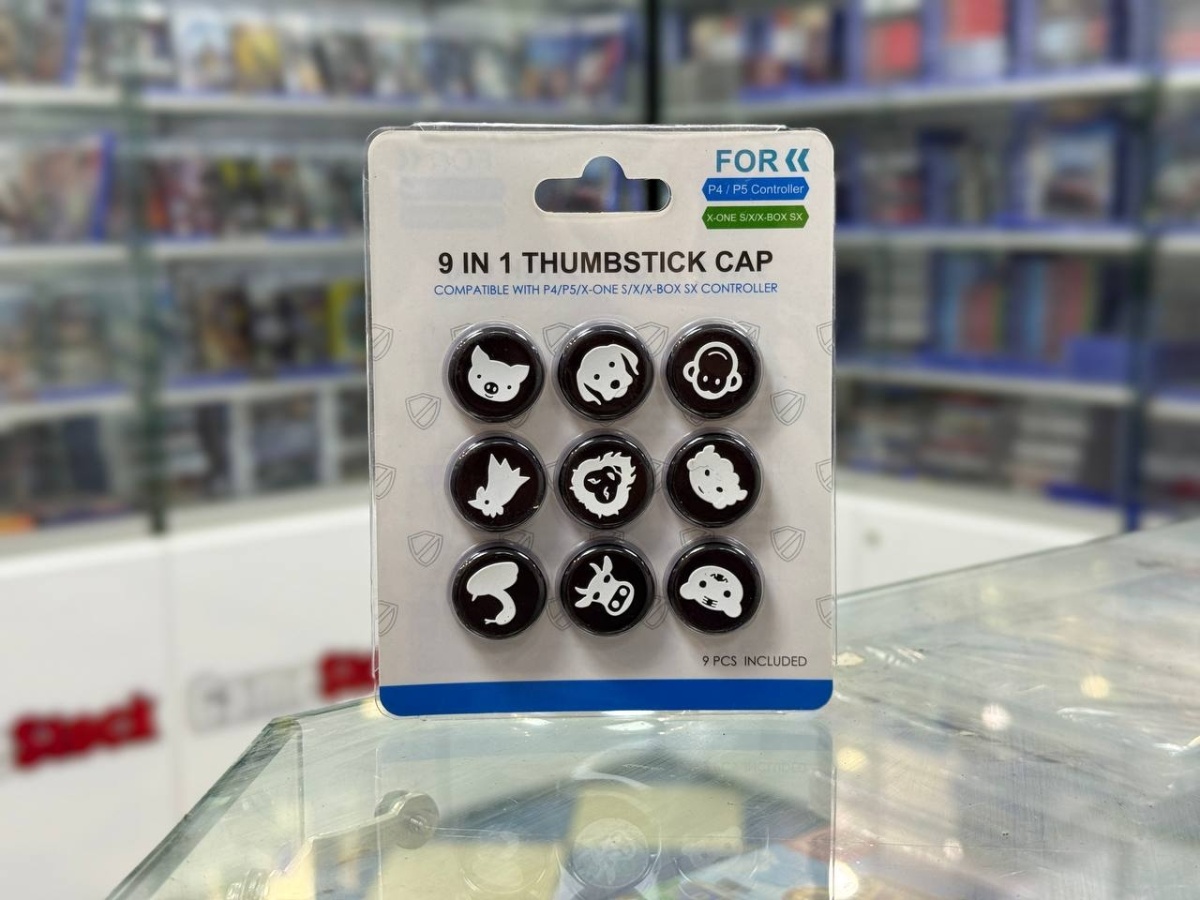 FOR
P4 / P5 Controller
X-ONE S/X/X-BOX SX
9 IN 1 THUMBSTICK CAP
COMPATIBLE WITH P4/P5/X-ONE S/X/X-BOX SX CONTROLLER
9 PCS INCLUDED